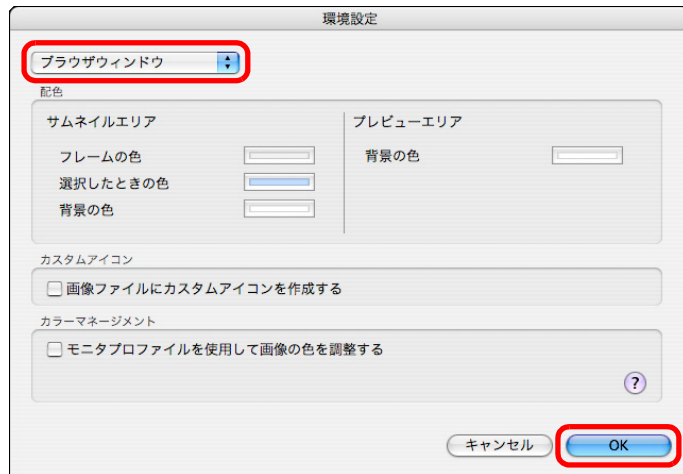 環境設定
ブラウザウィンドウ
配色
サムネイルエリア
フレームの色
選択したときの色
背景の色
プレビューエリア
背景の色
カスタムアイコン
画像ファイルにカスタムアイコンを作成する
カラーマネージメント
モニタプロファイルを使用して画像の色を調整する
?
キャンセル OK